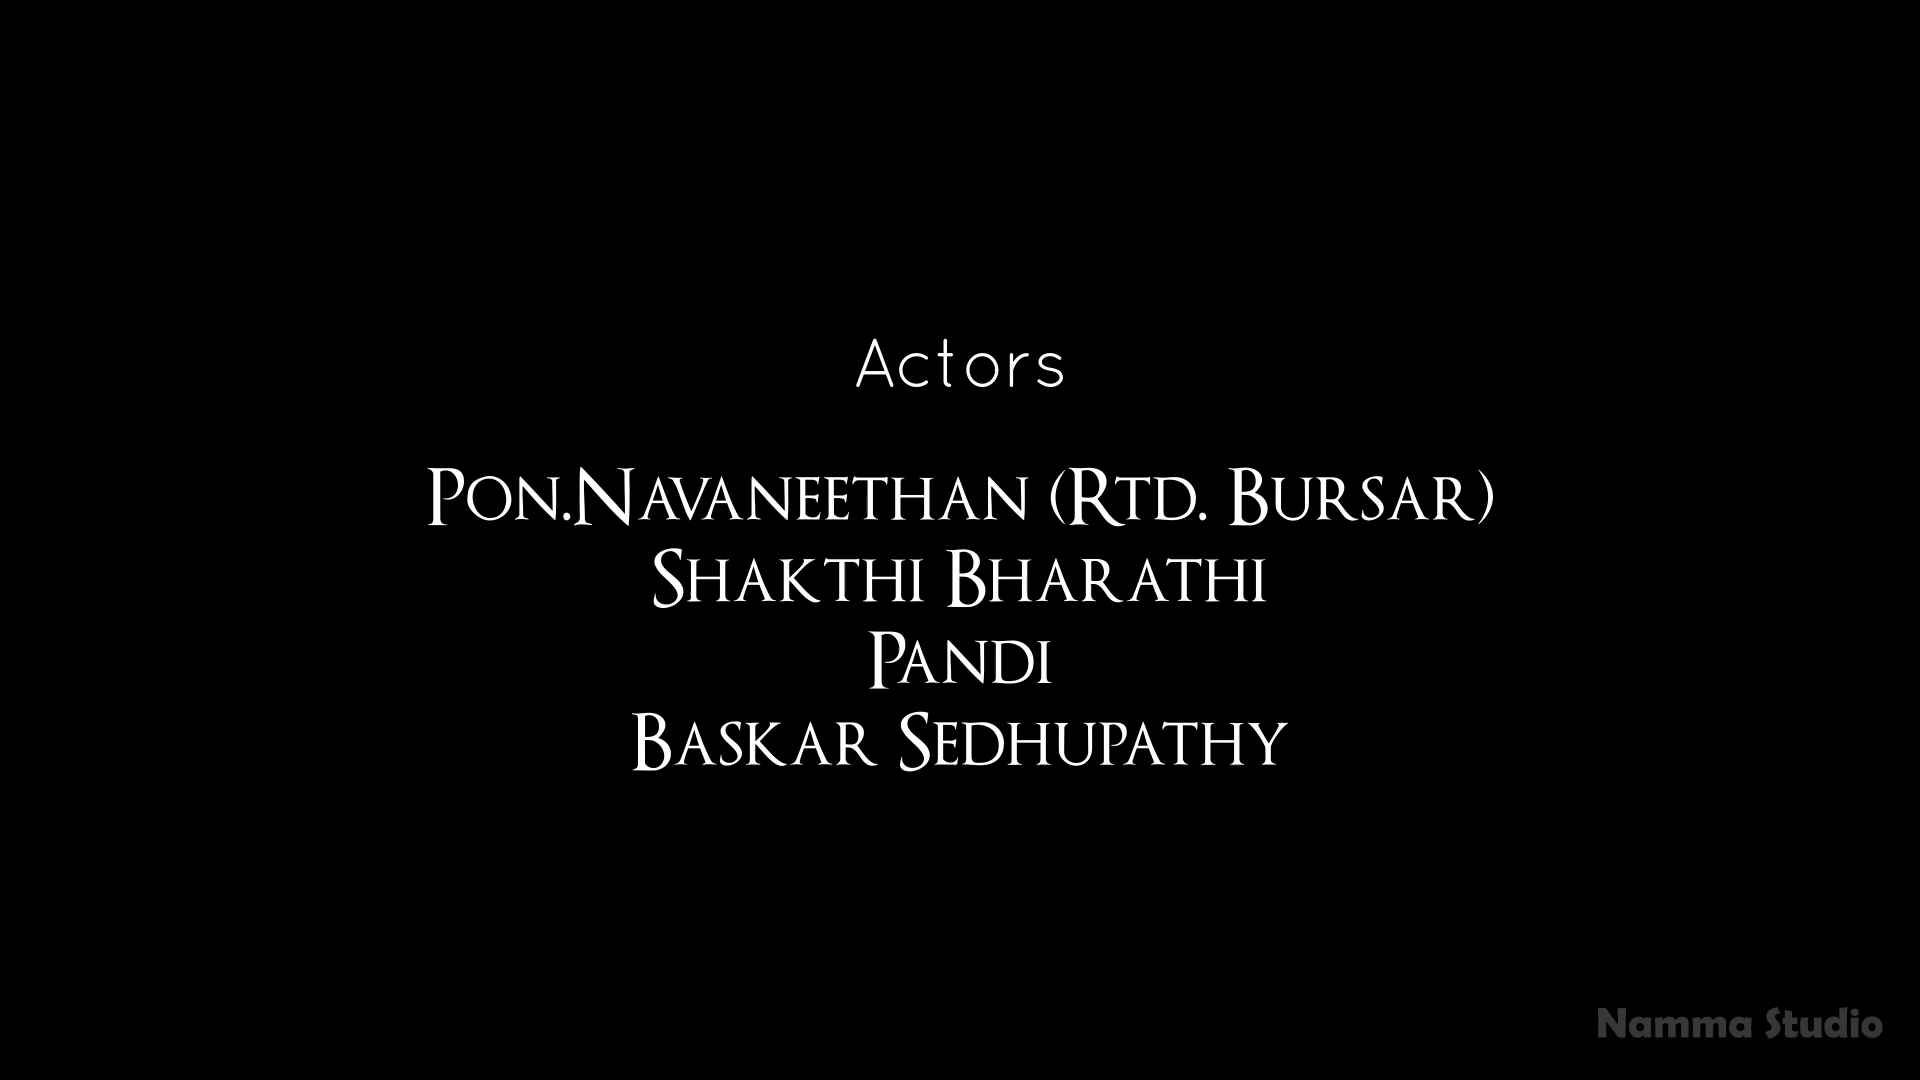 Actors
Pon.Navaneethan (Rtd. Bursar)
Shakthi Bharathi
Pandi
Baskar Sedhupathy
Namma Studio